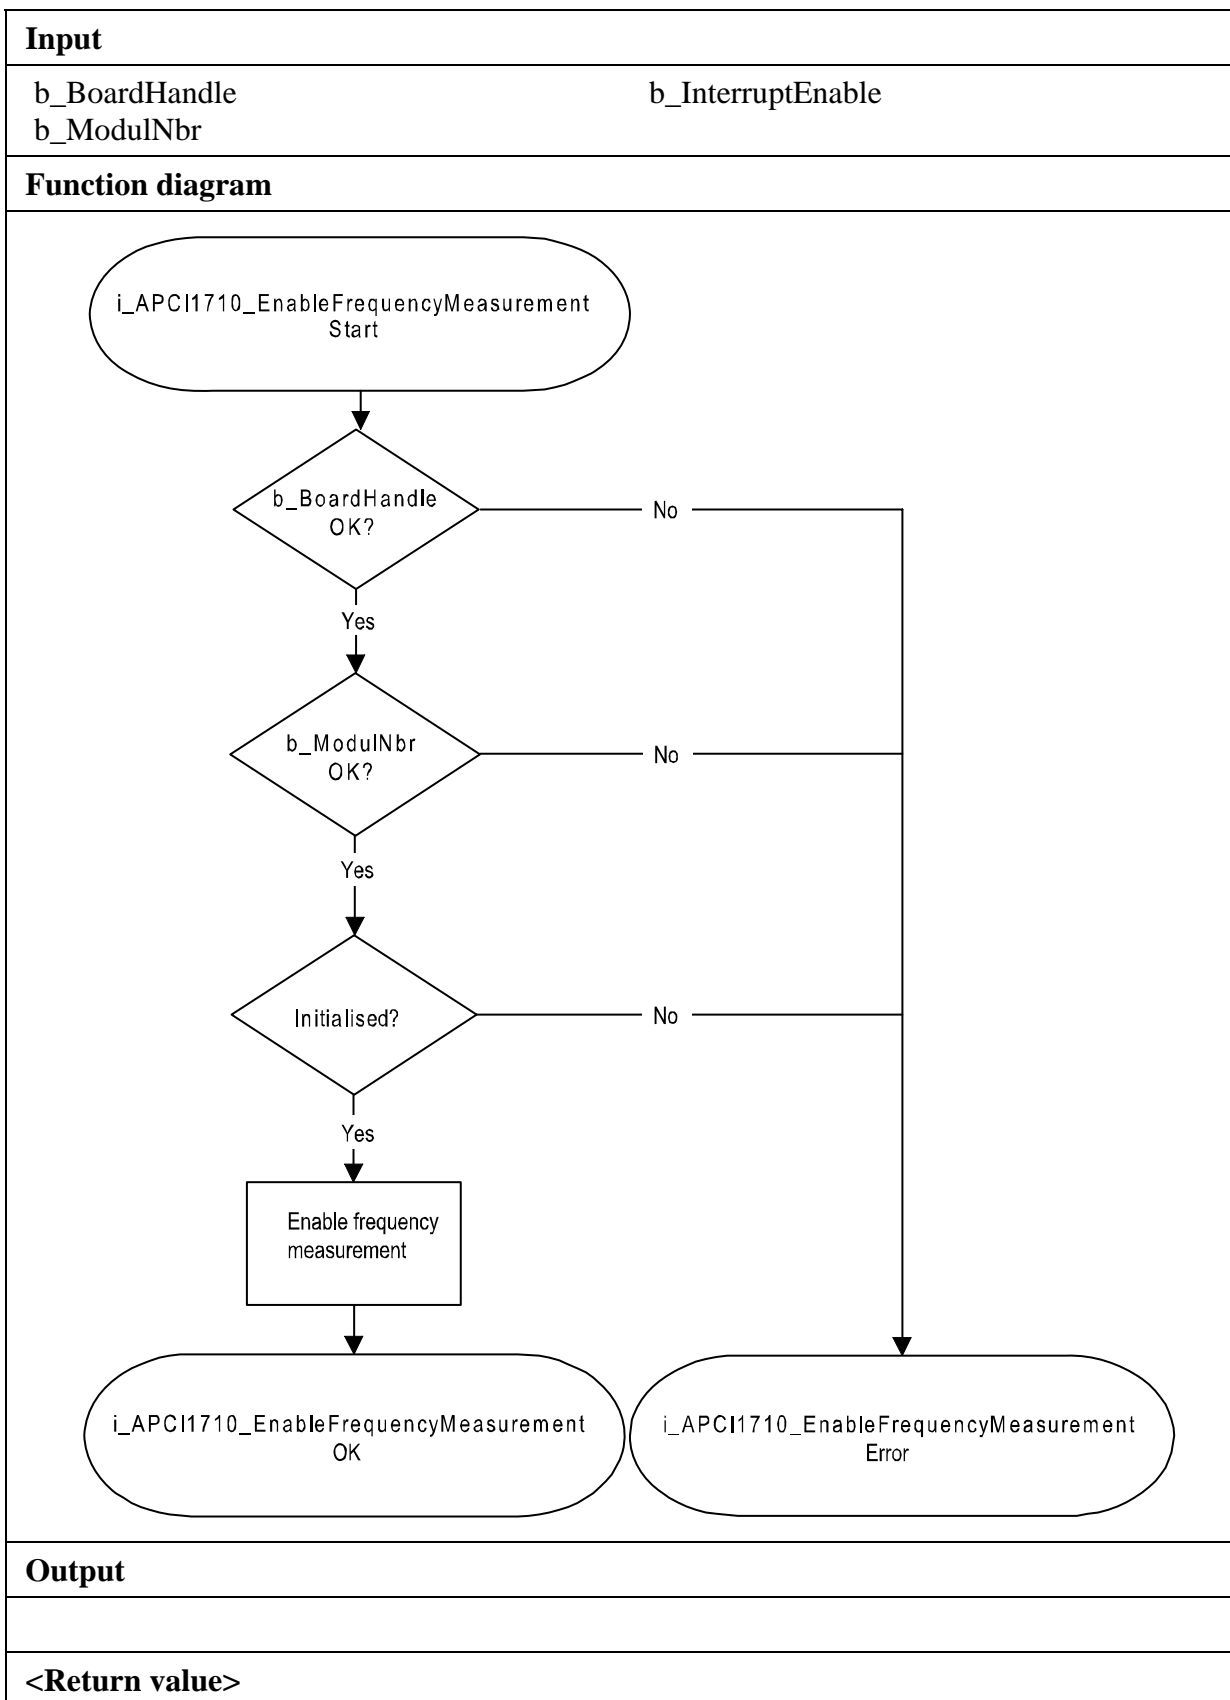 Input
b_BoardHandle b_InterruptEnable
b_ModulNbr
Function diagram
i_APCI1710_EnableFrequencyMeasurement
Start
b_BoardHandle
OK?
No
Yes
b_ModulNbr
OK?
No
Yes
Initialised?
No
Yes
Enable frequency
measurement
i_APCI1710_EnableFrequencyMeasurement
OK
i_APCI1710_EnableFrequencyMeasurement
Error
Output
<Return value>